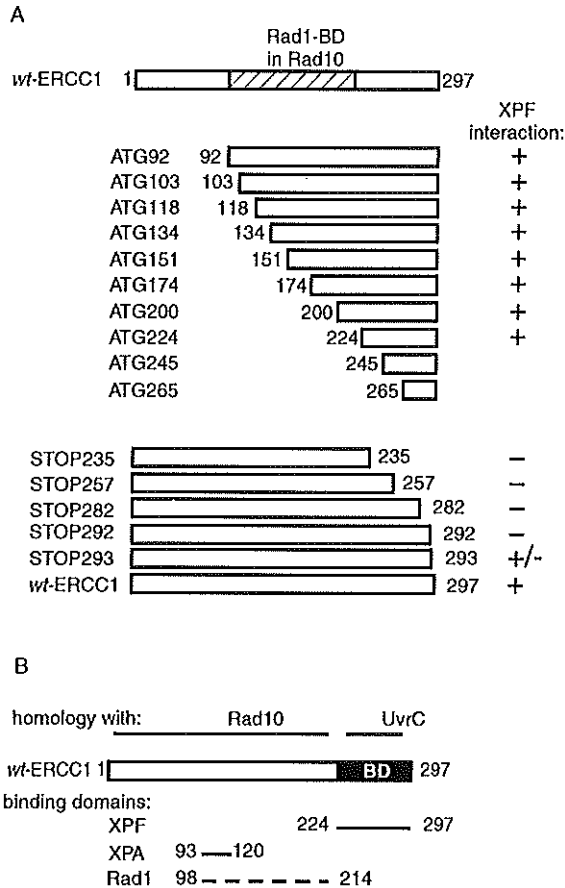 A
Rad1-BD
in Rad10
wt-ERCC1 1 297
XPF
interaction:
ATG92 92 +
ATG103 103 +
ATG118 118 +
ATG134 134 +
ATG151 151 +
ATG174 174 +
ATG200 200 +
ATG224 224 +
ATG245 245
ATG265 265
STOP235 235 –
STOP257 257 –
STOP282 282 –
STOP292 292 –
STOP293 293 +/-
wt-ERCC1 297 +
B
homology with: Rad10 UvrC
wt-ERCC1 1 BD 297
binding domains:
XPF 224 297
XPA 93 120
Rad1 98 214